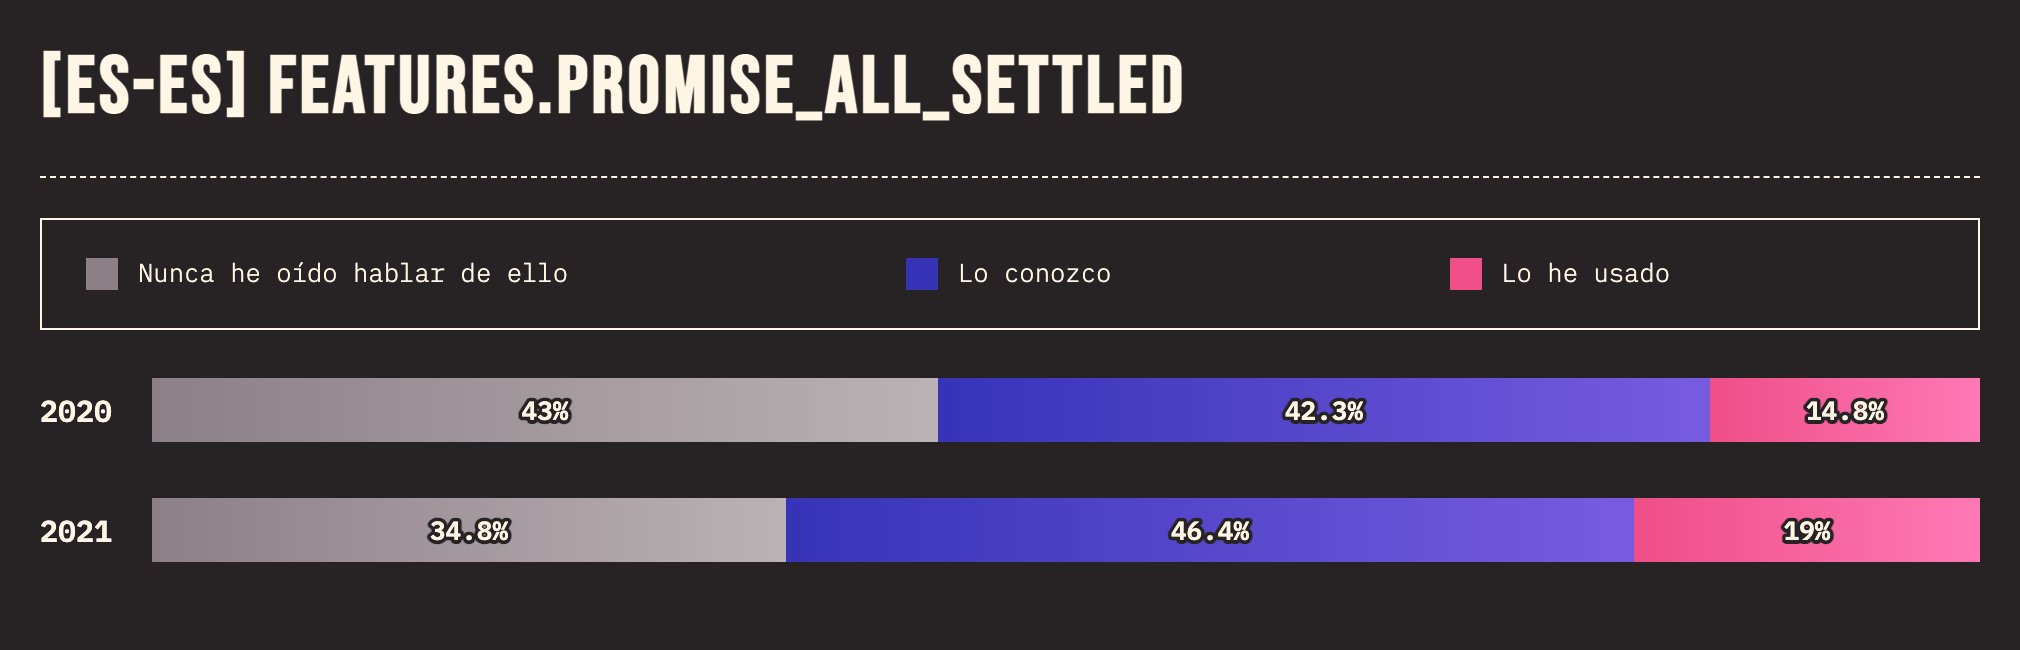 [ES-ES] FEATURES.PROMISE_ALL_SETTLED
Nunca he oído hablar de ello Lo conozco Lo he usado
2020 43% 42.3% 14.8%
2021 34.8% 46.4% 19%